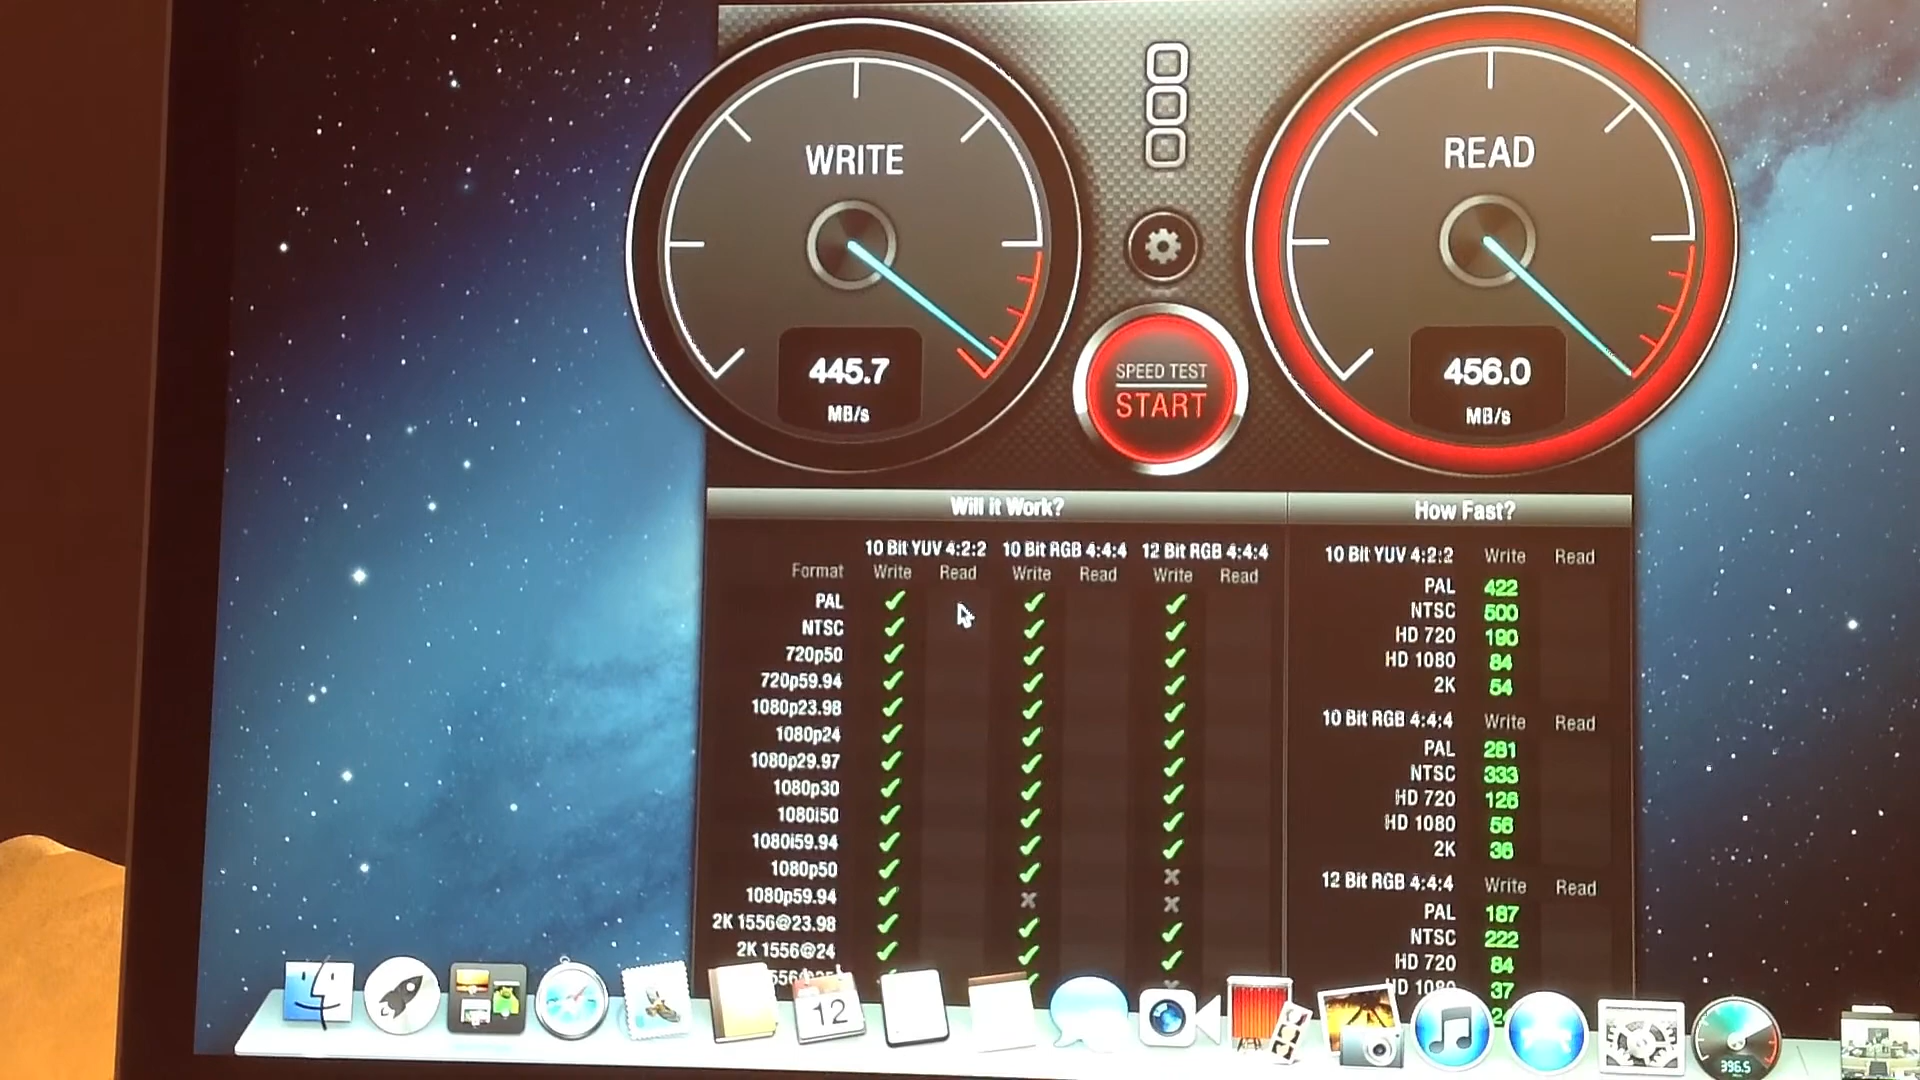 WRITE
445.7
MB/s
SPEED TEST
START
READ
456.0
MB/s
Will it Work?
10 Bit YUV 4:2:2 10 Bit RGB 4:4:4 12 Bit RGB 4:4:4
Format Write Read Write Read Write Read
PAL
NTSC
720p50
720p59.94
1080p23.98
1080p24
1080p29.97
1080p30
1080i50
1080i59.94
1080p50
1080p59.94
2K 1556@23.98
2K 1556@24
How Fast?
10 Bit YUV 4:2:2 Write Read
PAL 422
NTSC 500
HD 720 190
HD 1080 84
2K 54
10 Bit RGB 4:4:4 Write Read
PAL 281
NTSC 333
HD 720 126
HD 1080 56
2K 36
12 Bit RGB 4:4:4 Write Read
PAL 187
NTSC 222
HD 720 84
HD 1080 37
12
396.5